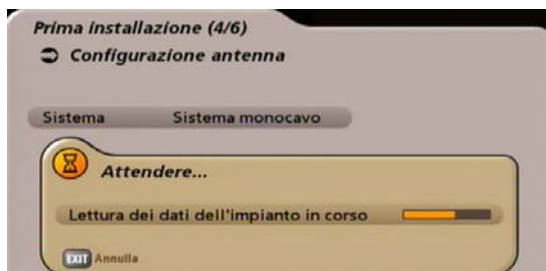 Prima installazione (4/6)
Configurazione antenna
Sistema Sistema monocavo
Attendere...
Lettura dei dati dell'impianto in corso
EXIT Annulla